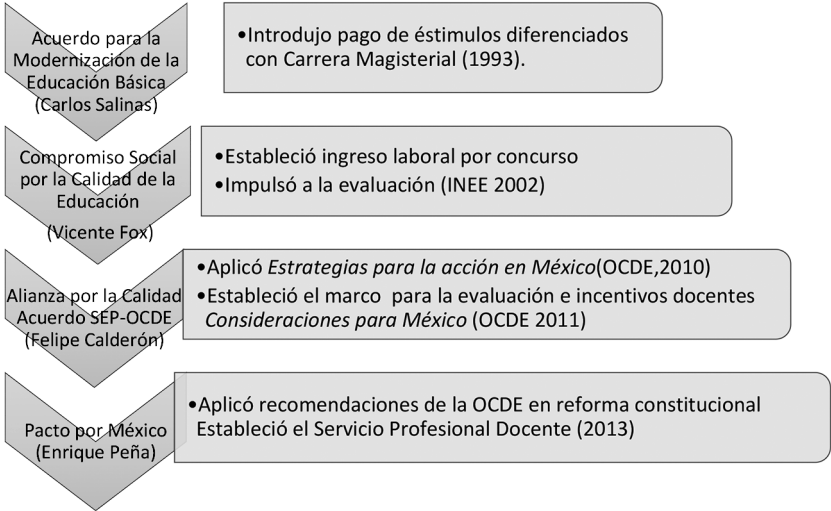 Acuerdo para la
Modernización de la
Educación Básica
(Carlos Salinas)
•Introdujo pago de éstimulos diferenciados
con Carrera Magisterial (1993).
Compromiso Social
por la Calidad de la
Educación
(Vicente Fox)
•Estableció ingreso laboral por concurso
•Impulsó a la evaluación (INEE 2002)
Alianza por la Calidad
Acuerdo SEP-OCDE
(Felipe Calderón)
•Aplicó Estrategias para la acción en México(OCDE,2010)
•Estableció el marco para la evaluación e incentivos docentes
Consideraciones para México (OCDE 2011)
Pacto por México
(Enrique Peña)
•Aplicó recomendaciones de la OCDE en reforma constitucional
Estableció el Servicio Profesional Docente (2013)